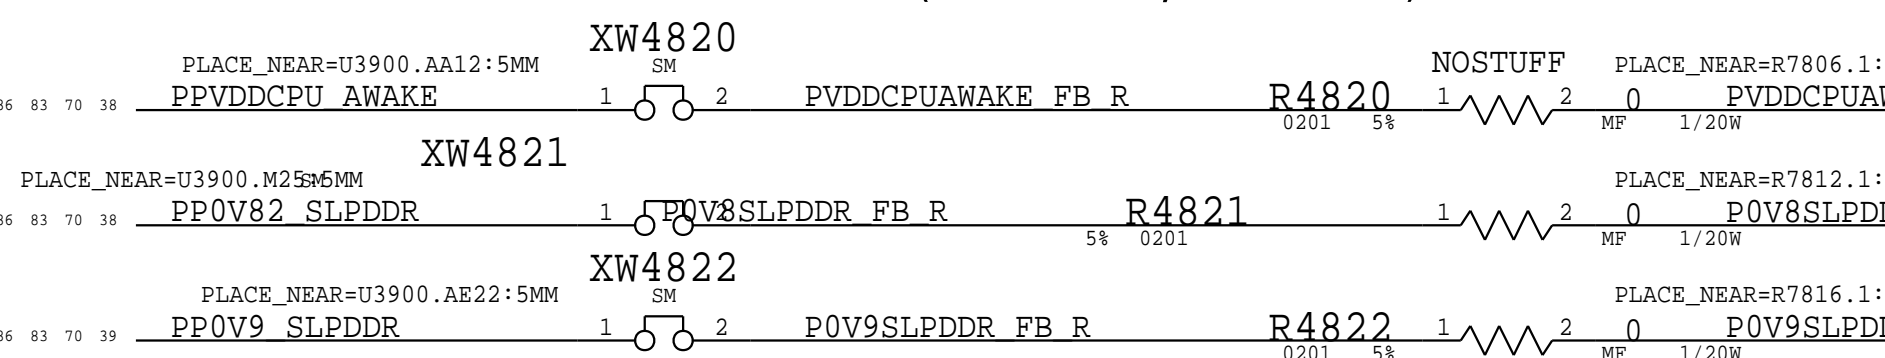 XW4820
PLACE_NEAR=U3900.AA12:5MM SM NOSTUFF PLACE_NEAR=R7806.1:
86 83 70 38 PPVDDCPU_AWAKE 1 2 PVDDCPUAWAKE_FB_R R4820 1 2 0 PVDDCPUAW
0201 5% MF 1/20W
XW4821
PLACE_NEAR=U3900.M25:5MM SM PLACE_NEAR=R7812.1:
86 83 70 38 PP0V82_SLPDDR 1 2 P0V8SLPDDR_FB_R R4821 1 2 0
5% 0201 MF 1/20W
XW4822
PLACE_NEAR=U3900.AE22:5MM SM PLACE_NEAR=R7816.1:
86 83 70 39 PP0V9_SLPDDR 1 2 P0V9SLPDDR_FB_R R4822 1 2 0
0201 5% MF 1/20W